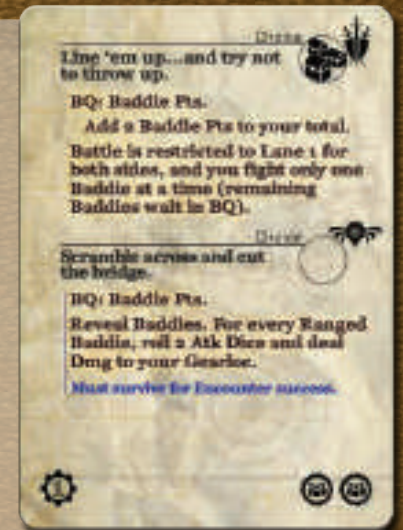 Line 'em up...and try not
to throw up.
BQ: Baddie Pts.
Add 2 Baddie Pts to your total.
Battle is restricted to Lane 1 for
both sides, and you fight only one
Baddie at a time (remaining
Baddies wait in BQ).
Scramble across and cut
the bridge.
BQ: Baddie Pts.
Reveal Baddies. For every Ranged
Baddie, roll 2 Atk Dice and deal
Dmg to your Gearloc.
Must survive for Encounter success.
1